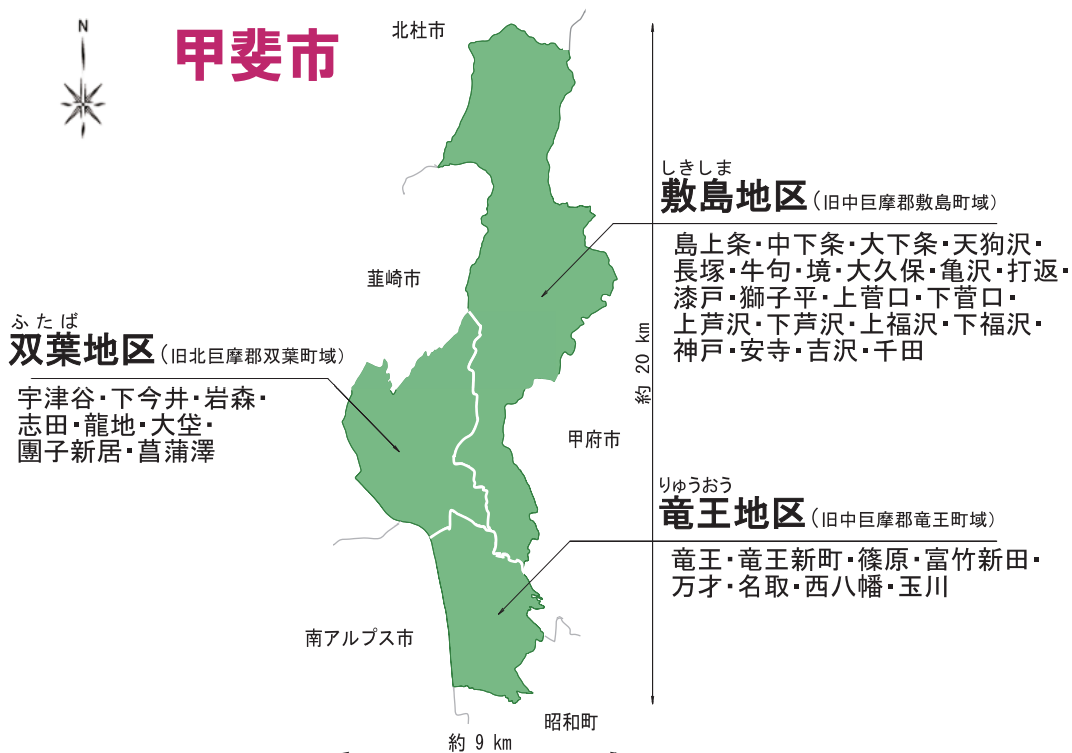 N
甲斐市
北杜市
しきしま
敷島地区(旧中巨摩郡敷島町域)
島上条・中下条・大下条・天狗沢・
長塚・牛句・境・大久保・亀沢・打返・
漆戸・獅子平・上菅口・下菅口・
上芦沢・下芦沢・上福沢・下福沢・
神戸・安寺・吉沢・千田
韮崎市
ふたば
双葉地区(旧北巨摩郡双葉町域)
宇津谷・下今井・岩森・
志田・龍地・大垈・
團子新居・菖蒲澤
約 20 km
甲府市
りゅうおう
竜王地区(旧中巨摩郡竜王町域)
竜王・竜王新町・篠原・富竹新田・
万才・名取・西八幡・玉川
南アルプス市
昭和町
約 9 km